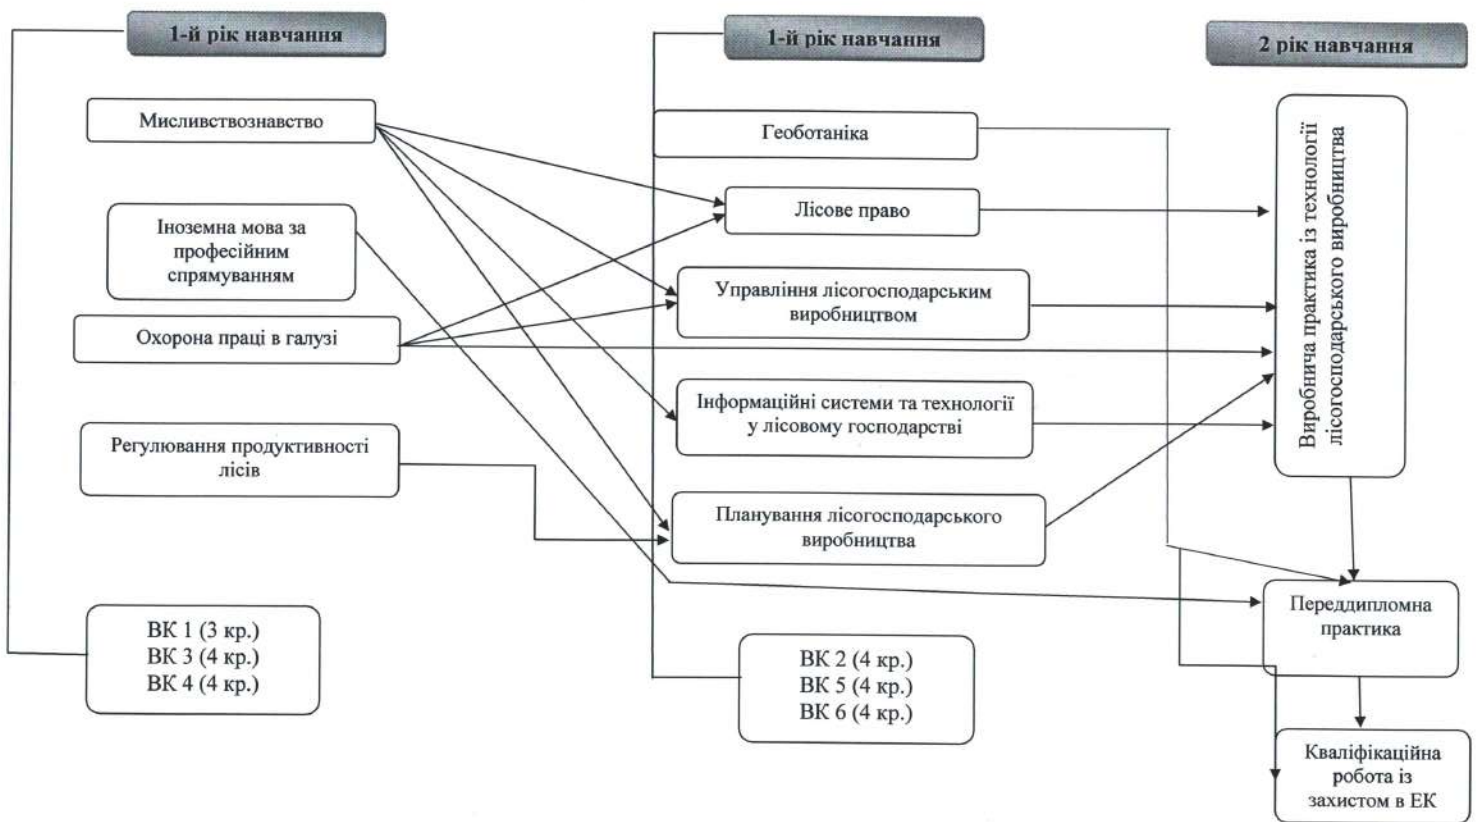 1-й рік навчання
1-й рік навчання
2 рік навчання
Мисливствознавство
Іноземна мова за
професійним
спрямуванням
Охорона праці в галузі
Регулювання продуктивності
лісів
ВК 1 (3 кр.)
ВК 3 (4 кр.)
ВК 4 (4 кр.)
Геоботаніка
Лісове право
Управління лісогосподарським
виробництвом
Інформаційні системи та технології
у лісовому господарстві
Планування лісогосподарського
виробництва
ВК 2 (4 кр.)
ВК 5 (4 кр.)
ВК 6 (4 кр.)
Виробнича практика із технології
лісогосподарського виробництва
Переддипломна
практика
Кваліфікаційна
робота із
захистом в ЕК